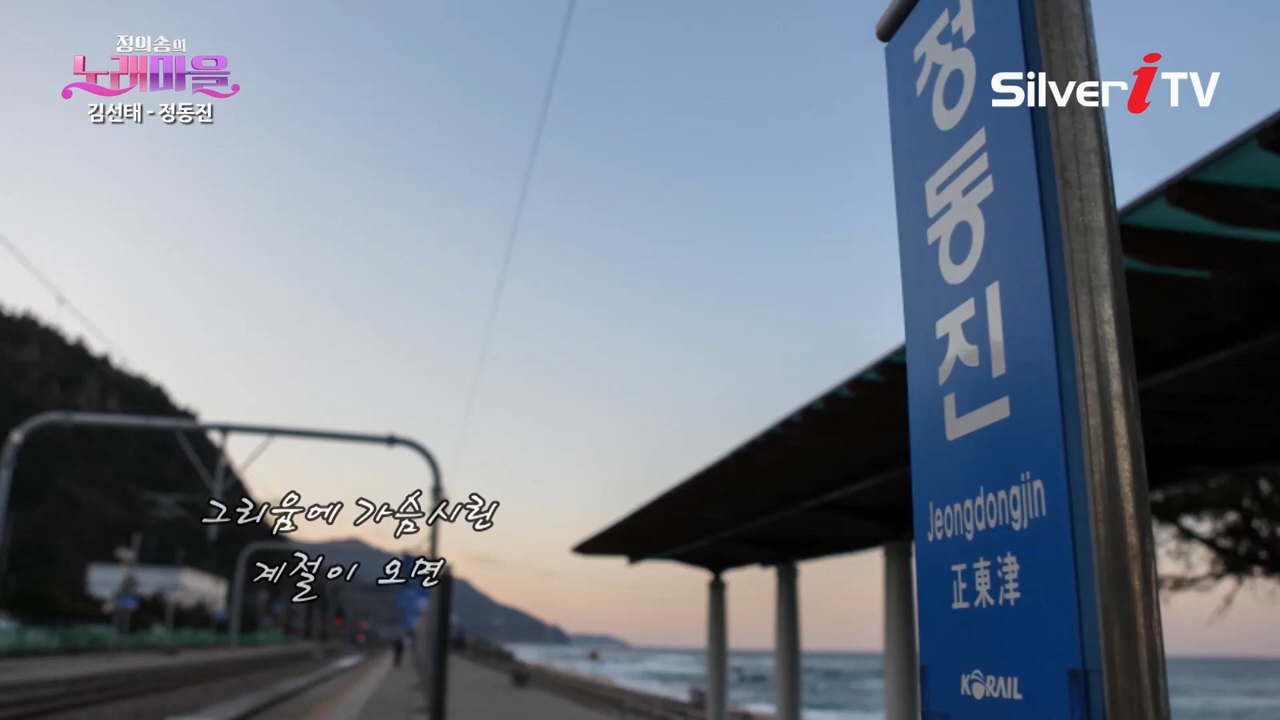 정의송의
노래마을
김선태 - 정동진
Silver i TV
정동진
Jeongdongjin
正東津
KORAIL
그리움에 가슴시린
계절이 오면